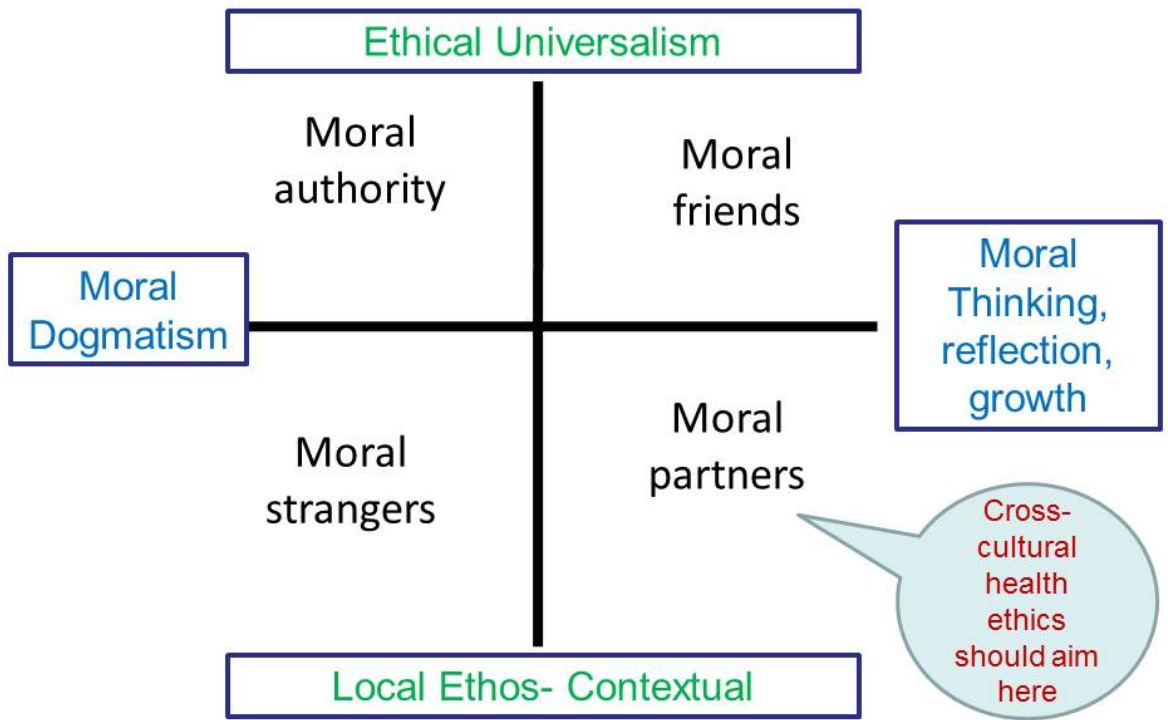 Ethical Universalism
Moral
authority
Moral
friends
Moral
Dogmatism
Moral
Thinking,
reflection,
growth
Moral
strangers
Moral
partners
Cross-
cultural
health
ethics
should aim
here
Local Ethos- Contextual